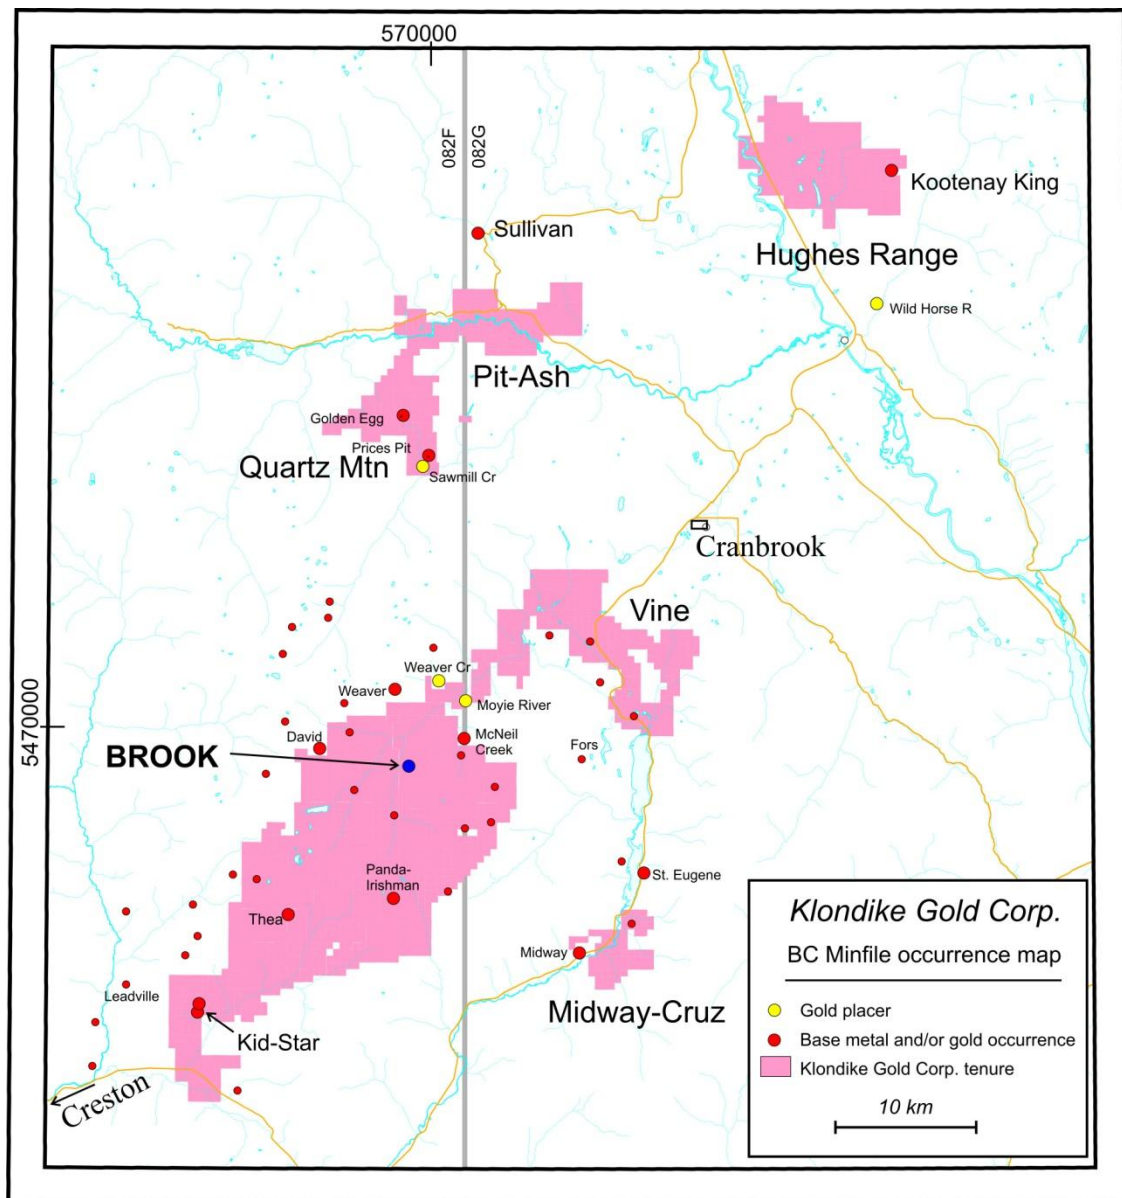 570000
082F
082G
Kootenay King
Sullivan
Hughes Range
Wild Horse R
Pit-Ash
Golden Egg
Prices Pit
Quartz Mtn
Sawmill Cr
Cranbrook
Vine
Weaver Cr
Weaver
Moyie River
5470000
David
McNeil
Creek
BROOK
Fors
Panda-
Irishman
St. Eugene
Thea
Midway
Leadville
Midway-Cruz
Kid-Star
Creston
Klondike Gold Corp.
BC Minfile occurrence map
Gold placer
Base metal and/or gold occurrence
Klondike Gold Corp. tenure
10 km